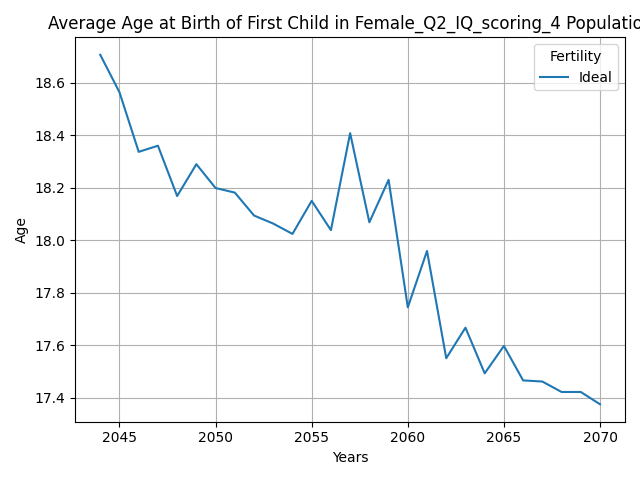 Average Age at Birth of First Child in Female_Q2_IQ_scoring_4 Populatio
Fertility
Ideal
18.6
18.4
18.2
18.0
17.8
17.6
17.4
Age
2045 2050 2055 2060 2065 2070
Years